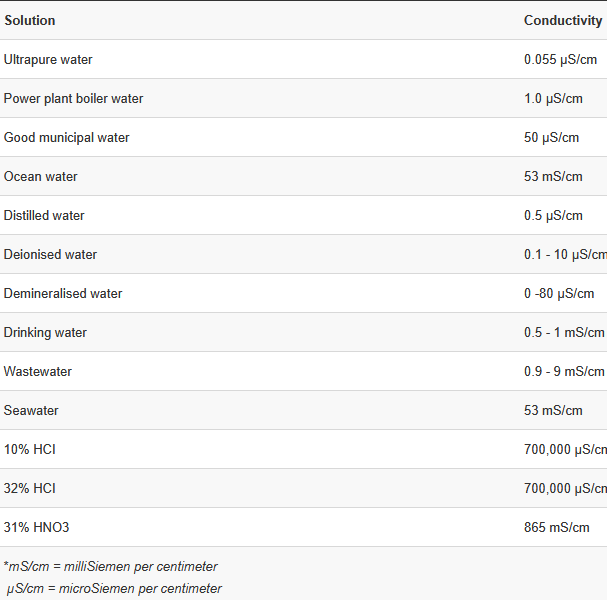 Solution Conductivity
Ultrapure water 0.055 µS/cm
Power plant boiler water 1.0 µS/cm
Good municipal water 50 µS/cm
Ocean water 53 mS/cm
Distilled water 0.5 µS/cm
Deionised water 0.1 - 10 µS/cm
Demineralised water 0 -80 µS/cm
Drinking water 0.5 - 1 mS/cm
Wastewater 0.9 - 9 mS/cm
Seawater 53 mS/cm
10% HCl 700,000 µS/cm
32% HCl 700,000 µS/cm
31% HNO3 865 mS/cm
*mS/cm = milliSiemen per centimeter
µS/cm = microSiemen per centimeter